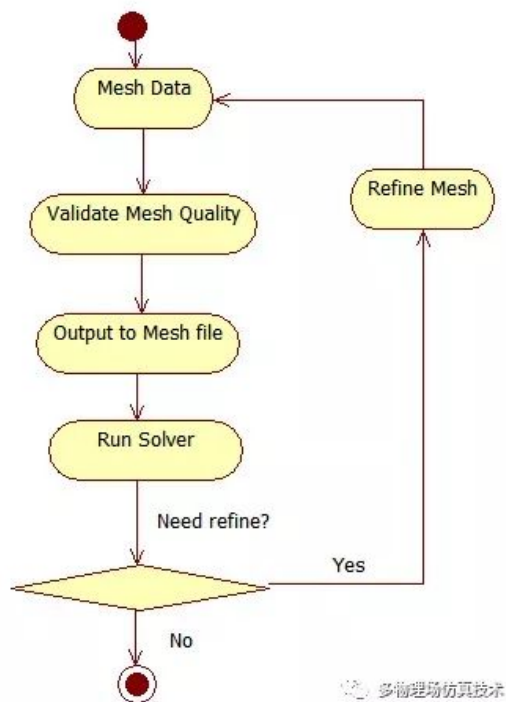 Mesh Data
Validate Mesh Quality
Refine Mesh
Output to Mesh file
Run Solver
Need refine?
Yes
No
多物理场仿真技术